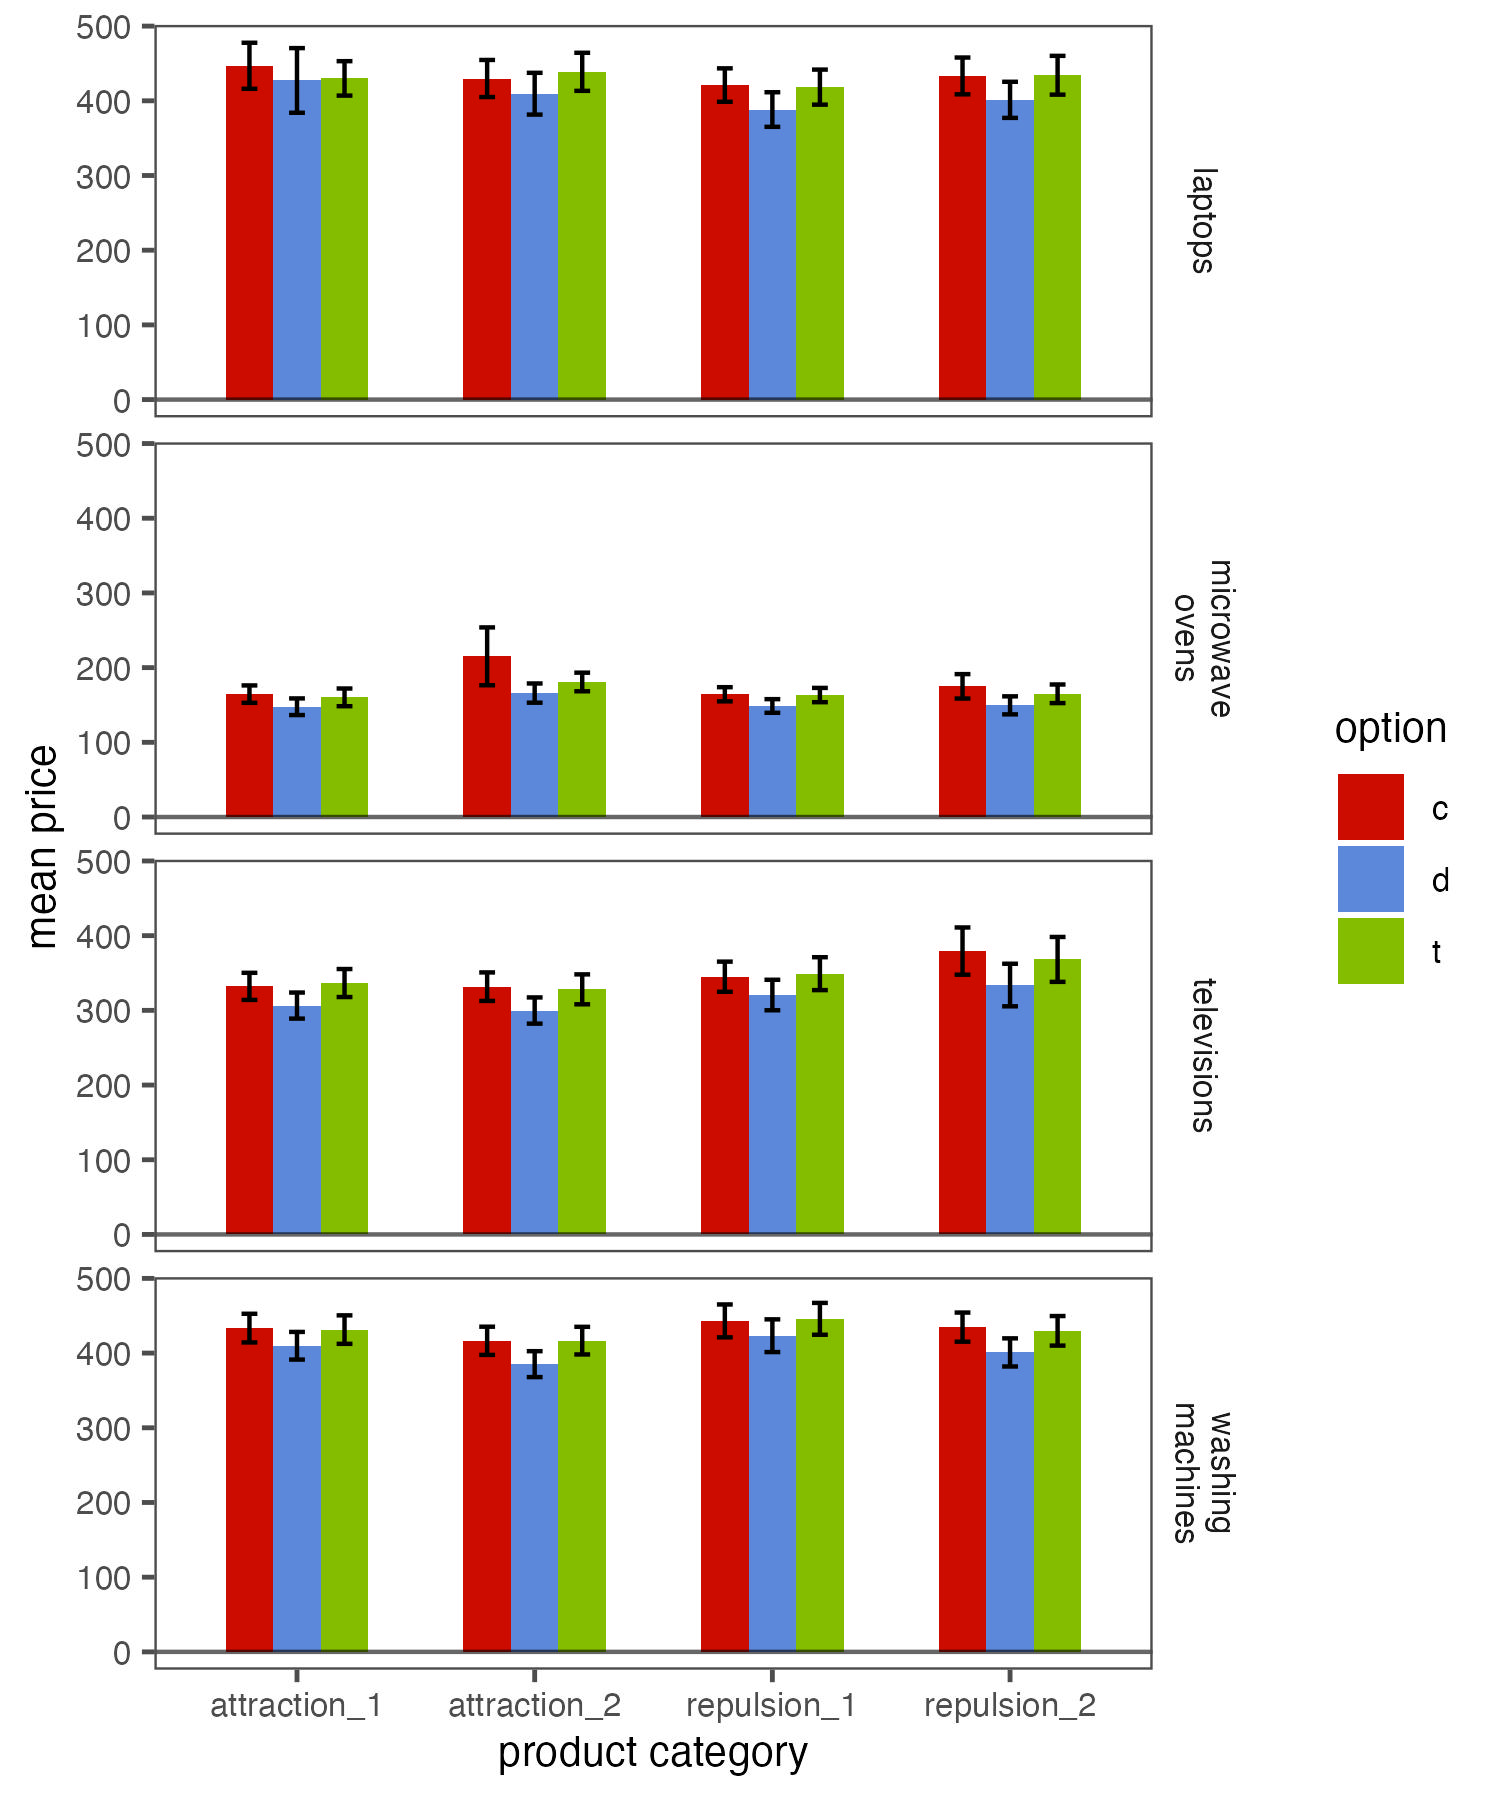 500
400
300
200
100
0
laptops
500
400
300
200
100
0
microwave
ovens
500
400
300
200
100
0
televisions
500
400
300
200
100
0
washing
machines
mean price
attraction_1
attraction_2
repulsion_1
repulsion_2
product category
option
c
d
t